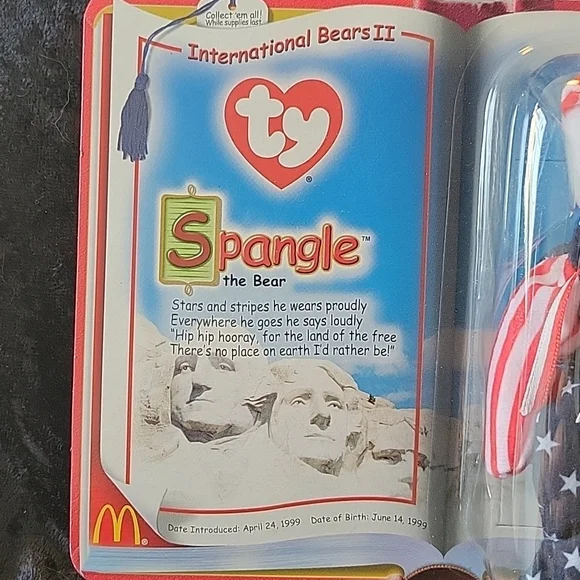 Collect 'em all!
While supplies last.
International Bears II
ty
®
Spangle™
the Bear
Stars and stripes he wears proudly
Everywhere he goes he says loudly
"Hip hip hooray, for the land of the free
There's no place on earth I'd rather be!"
M®
Date Introduced: April 24, 1999 Date of Birth: June 14, 1999